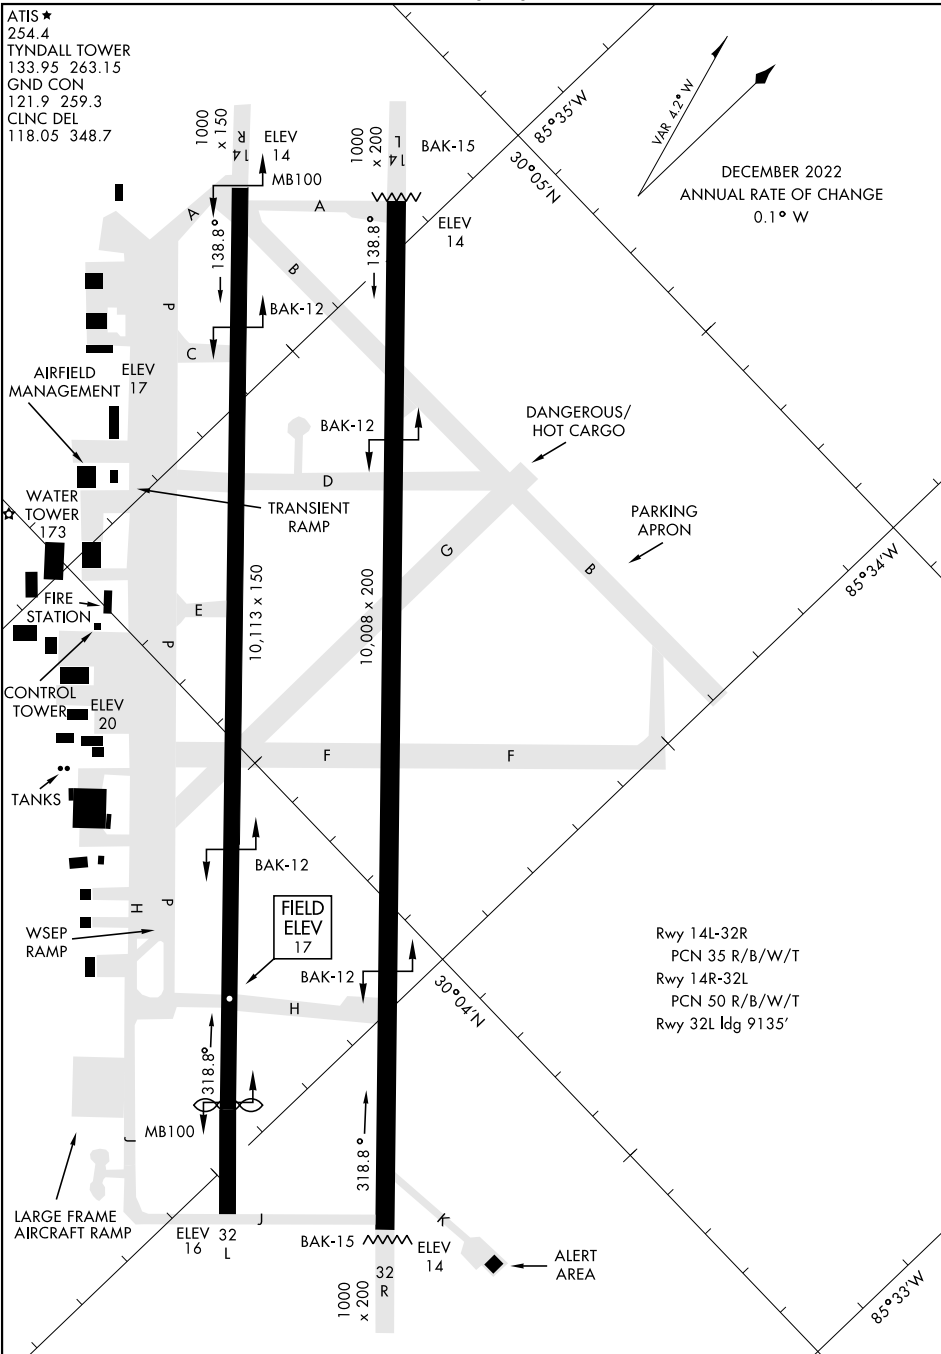 ATIS ★
254.4
TYNDALL TOWER
133.95 263.15
GND CON
121.9 259.3
CLNC DEL
118.05 348.7
1000
x 150
14
R
ELEV
14
1000
x 200
14
L
BAK-15
85°35'W
30°05'N
VAR 4.2° W
DECEMBER 2022
ANNUAL RATE OF CHANGE
0.1° W
MB100
A
A
ELEV
14
138.8°
138.8°
B
P
BAK-12
C
ELEV
17
AIRFIELD
MANAGEMENT
BAK-12
DANGEROUS/
HOT CARGO
D
TRANSIENT
RAMP
WATER
TOWER
173
PARKING
APRON
G
B
85°34'W
FIRE
STATION
E
10,113 x 150
10,008 x 200
P
CONTROL
TOWER
ELEV
20
F
F
TANKS
BAK-12
H
P
FIELD
ELEV
17
WSEP
RAMP
BAK-12
30°04'N
H
Rwy 14L-32R
PCN 35 R/B/W/T
Rwy 14R-32L
PCN 50 R/B/W/T
Rwy 32L ldg 9135'
318.8°
MB100
J
318.8°
LARGE FRAME
AIRCRAFT RAMP
J
K
ELEV
16
32
L
BAK-15
ELEV
14
32
R
1000
x 200
ALERT
AREA
85°33'W